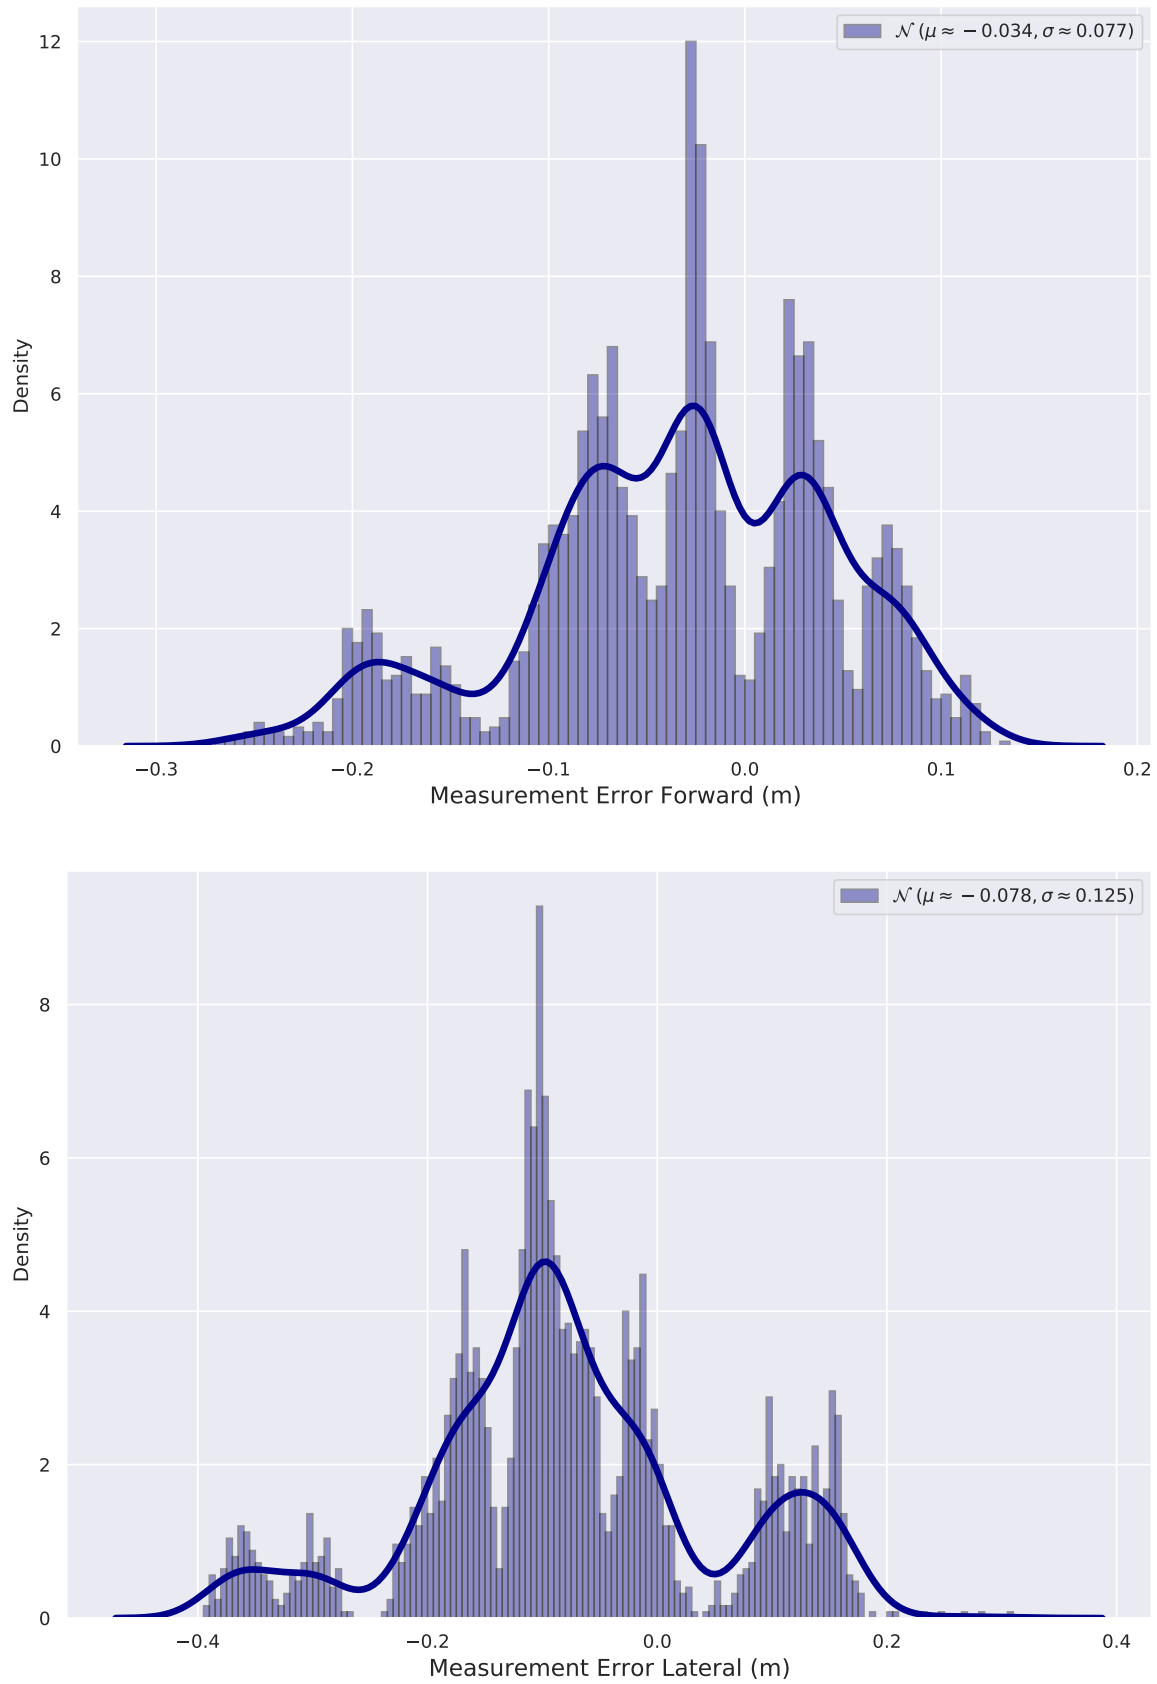 𝒩 (μ ≈ −0.034, σ ≈ 0.077)
12
10
8
6
4
2
0
Density
−0.3 −0.2 −0.1 0.0 0.1 0.2
Measurement Error Forward (m)
𝒩 (μ ≈ −0.078, σ ≈ 0.125)
8
6
4
2
0
Density
−0.4 −0.2 0.0 0.2 0.4
Measurement Error Lateral (m)